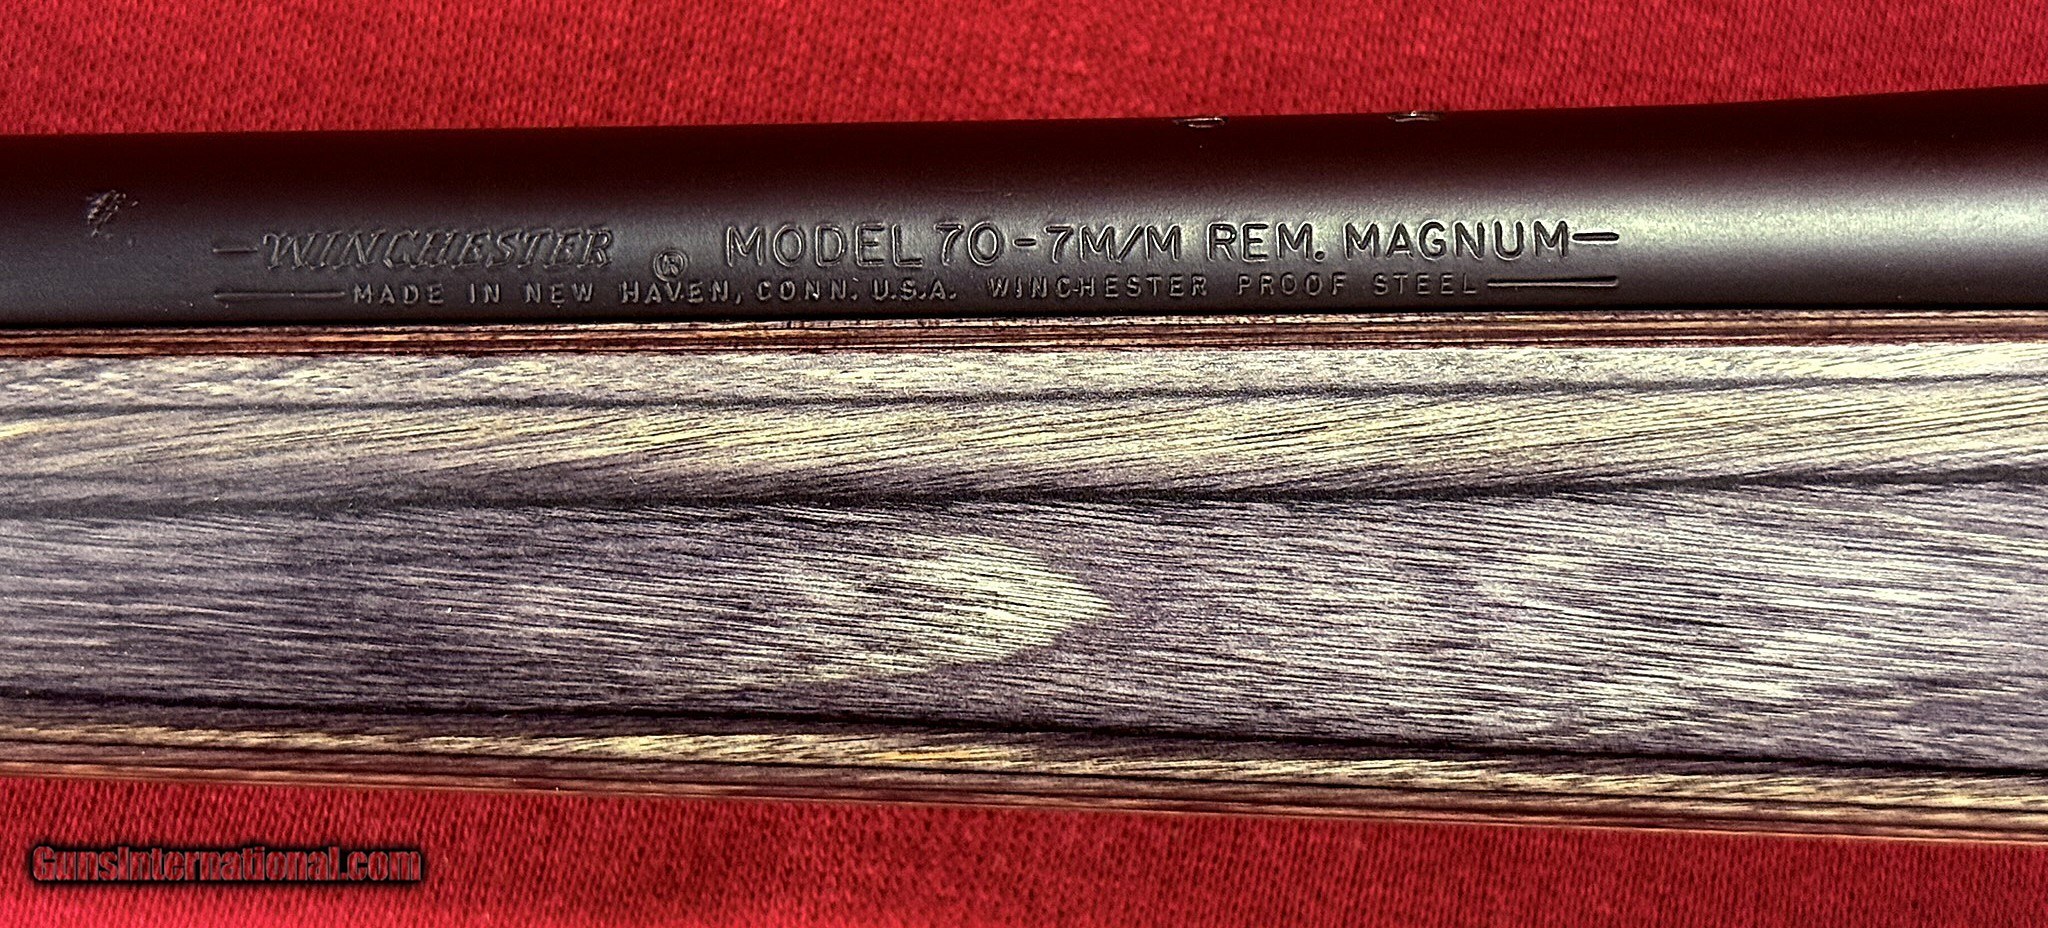 WINCHESTER ® MODEL 70-7M/M REM. MAGNUM
MADE IN NEW HAVEN, CONN. U.S.A. WINCHESTER PROOF STEEL
GunsInternational.com